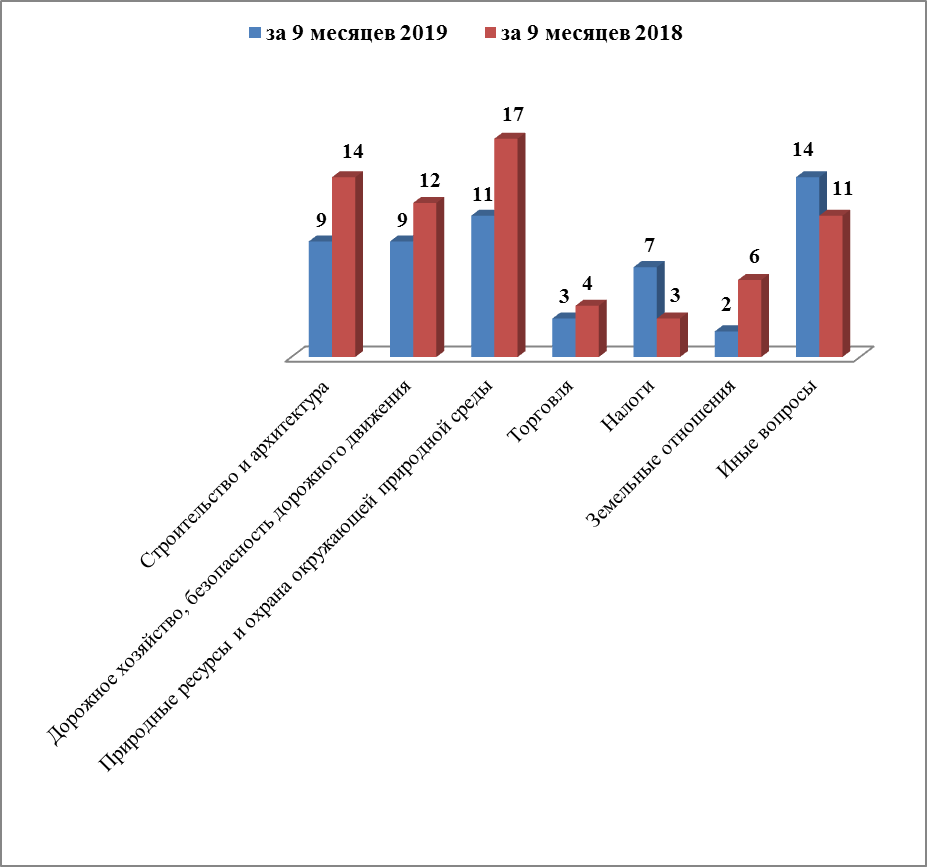 за 9 месяцев 2019 за 9 месяцев 2018
14
9
12
9
17
11
3
4
7
3
2
6
14
11
Строительство и архитектура
Дорожное хозяйство, безопасность дорожного движения
Природные ресурсы и охрана окружающей природной среды
Торговля
Налоги
Земельные отношения
Иные вопросы